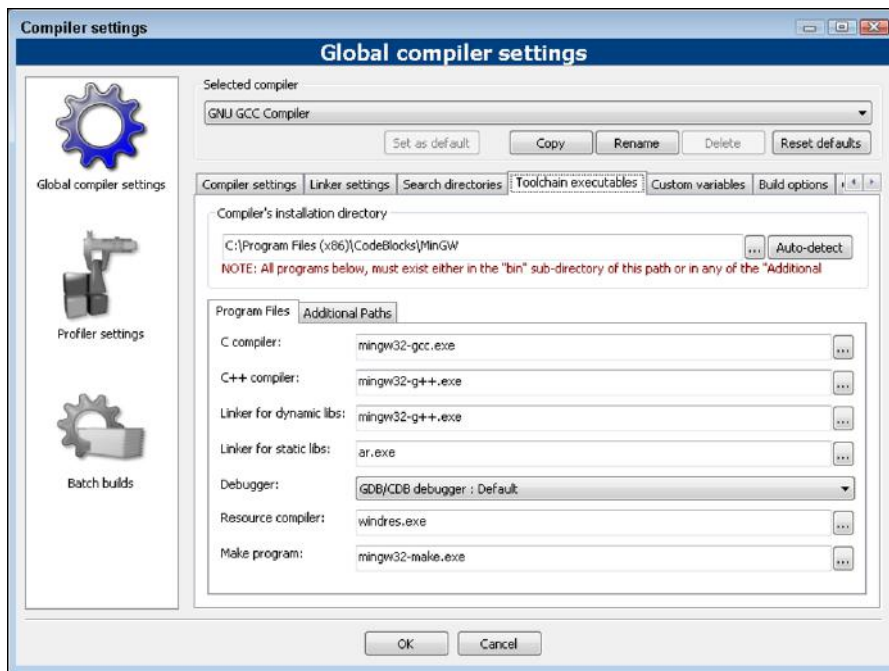 Compiler settings
Global compiler settings
Global compiler settings
Profiler settings
Batch builds
Selected compiler
GNU GCC Compiler
Set as default
Copy
Rename
Delete
Reset defaults
Compiler settings
Linker settings
Search directories
Toolchain executables
Custom variables
Build options
Compiler's installation directory
C:\Program Files (x86)\CodeBlocks\MinGW
...
Auto-detect
NOTE: All programs below, must exist either in the "bin" sub-directory of this path or in any of the "Additional
Program Files
Additional Paths
C compiler:
mingw32-gcc.exe
...
C++ compiler:
mingw32-g++.exe
...
Linker for dynamic libs:
mingw32-g++.exe
...
Linker for static libs:
ar.exe
...
Debugger:
GDB/CDB debugger : Default
Resource compiler:
windres.exe
...
Make program:
mingw32-make.exe
...
OK
Cancel